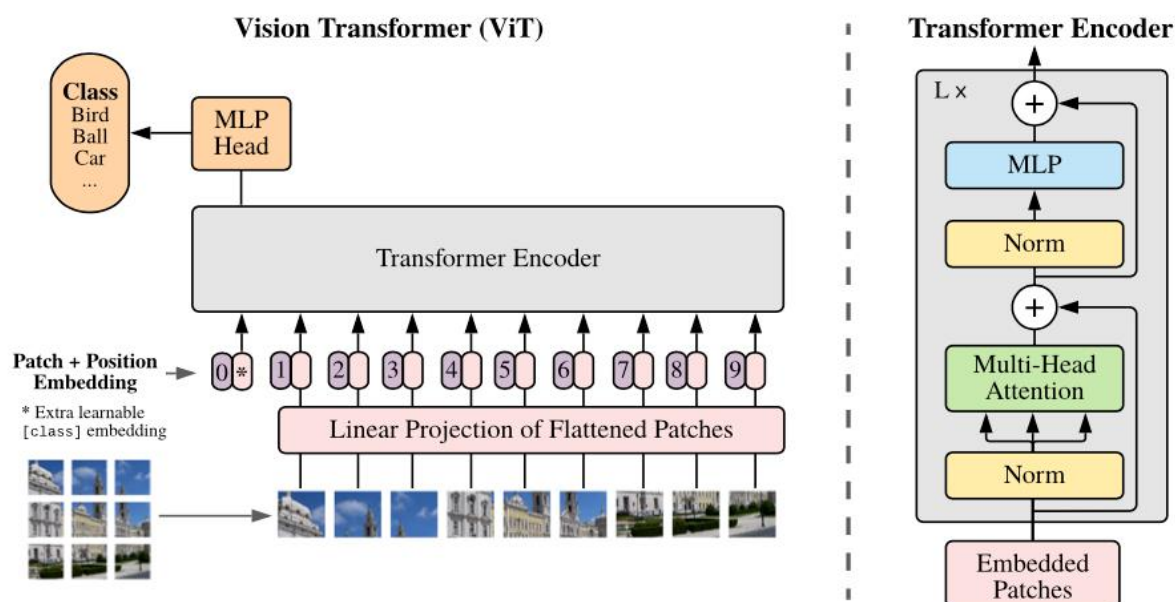 Vision Transformer (ViT)
Class
Bird
Ball
Car
...
MLP
Head
Transformer Encoder
Patch + Position
Embedding
0 * 1 2 3 4 5 6 7 8 9
* Extra learnable
[class] embedding
Linear Projection of Flattened Patches
Transformer Encoder
L ×
+
MLP
Norm
+
Multi-Head
Attention
Norm
Embedded
Patches